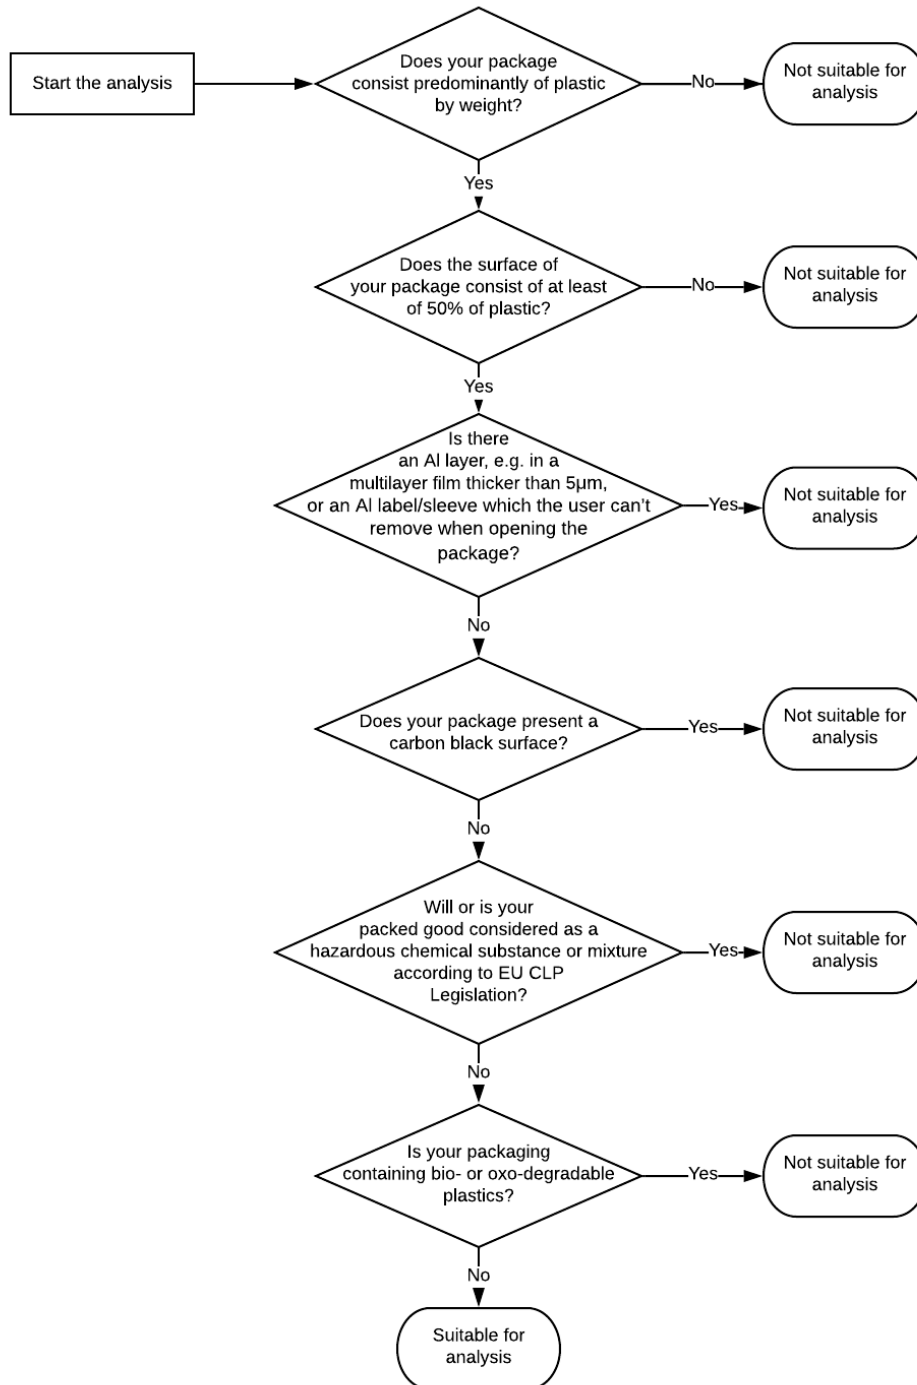 Start the analysis
Does your package
consist predominantly of plastic
by weight?
No
Not suitable for
analysis
Yes
Does the surface of
your package consist of at least
of 50% of plastic?
No
Not suitable for
analysis
Yes
Is there
an Al layer, e.g. in a
multilayer film thicker than 5µm,
or an Al label/sleeve which the user can't
remove when opening the
package?
Yes
Not suitable for
analysis
No
Does your package present a
carbon black surface?
Yes
Not suitable for
analysis
No
Will or is your
packed good considered as a
hazardous chemical substance or mixture
according to EU CLP
Legislation?
Yes
Not suitable for
analysis
No
Is your packaging
containing bio- or oxo-degradable
plastics?
Yes
Not suitable for
analysis
No
Suitable for
analysis